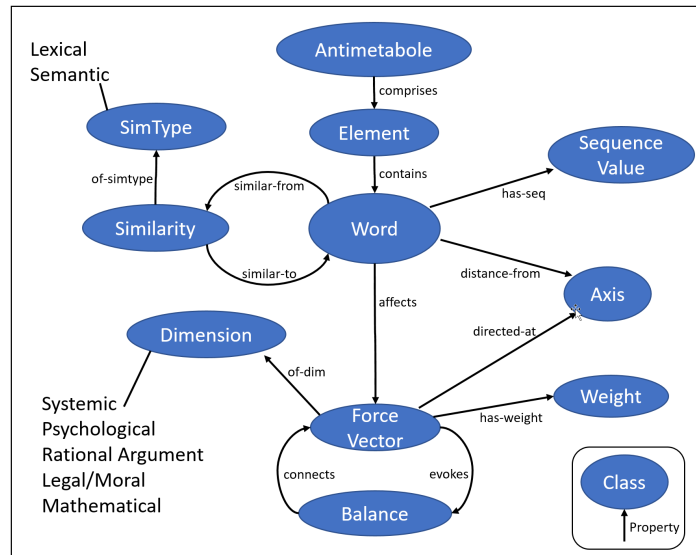 Lexical
Semantic
Antimetabole
comprises
SimType
Element
Sequence
Value
of-simtype
similar-from
contains
has-seq
Similarity
Word
similar-to
distance-from
affects
Axis
Dimension
directed-at
of-dim
Systemic
Psychological
Rational Argument
Legal/Moral
Mathematical
Force
Vector
has-weight
Weight
connects
evokes
Balance
Class
Property